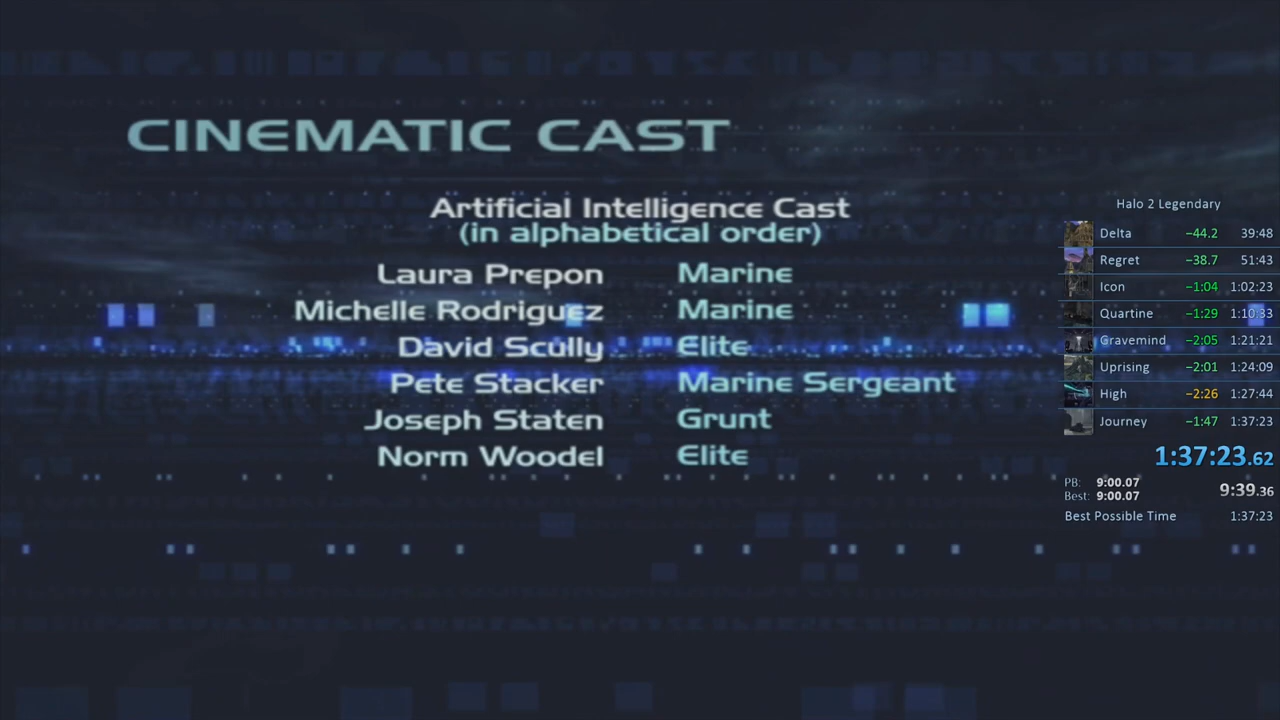 CINEMATIC CAST
Artificial Intelligence Cast
(in alphabetical order)
Laura Prepon Marine
Michelle Rodriguez Marine
David Scully Elite
Pete Stacker Marine Sergeant
Joseph Staten Grunt
Norm Woodel Elite
Halo 2 Legendary
Delta −44.2 39:48
Regret −38.7 51:43
Icon −1:04 1:02:23
Quartine −1:29 1:10:33
Gravemind −2:05 1:21:21
Uprising −2:01 1:24:09
High −2:26 1:27:44
Journey −1:47 1:37:23
1:37:23.62
PB: 9:00.07
Best: 9:00.07
9:39.36
Best Possible Time 1:37:23